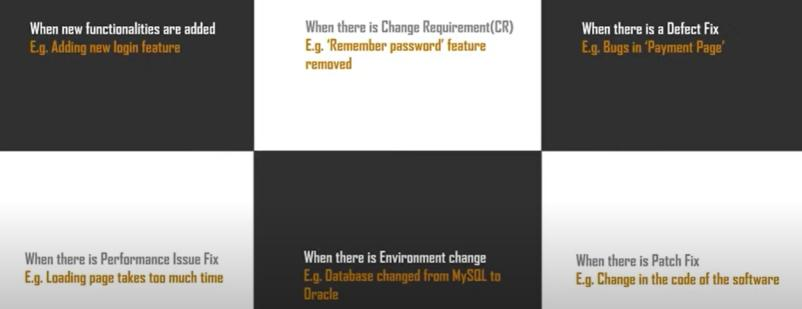 When new functionalities are added
E.g. Adding new login feature
When there is Change Requirement(CR)
E.g. 'Remember password' feature
removed
When there is a Defect Fix
E.g. Bugs in 'Payment Page'
When there is Performance Issue Fix
E.g. Loading page takes too much time
When there is Environment change
E.g. Database changed from MySQL to
Oracle
When there is Patch Fix
E.g. Change in the code of the software